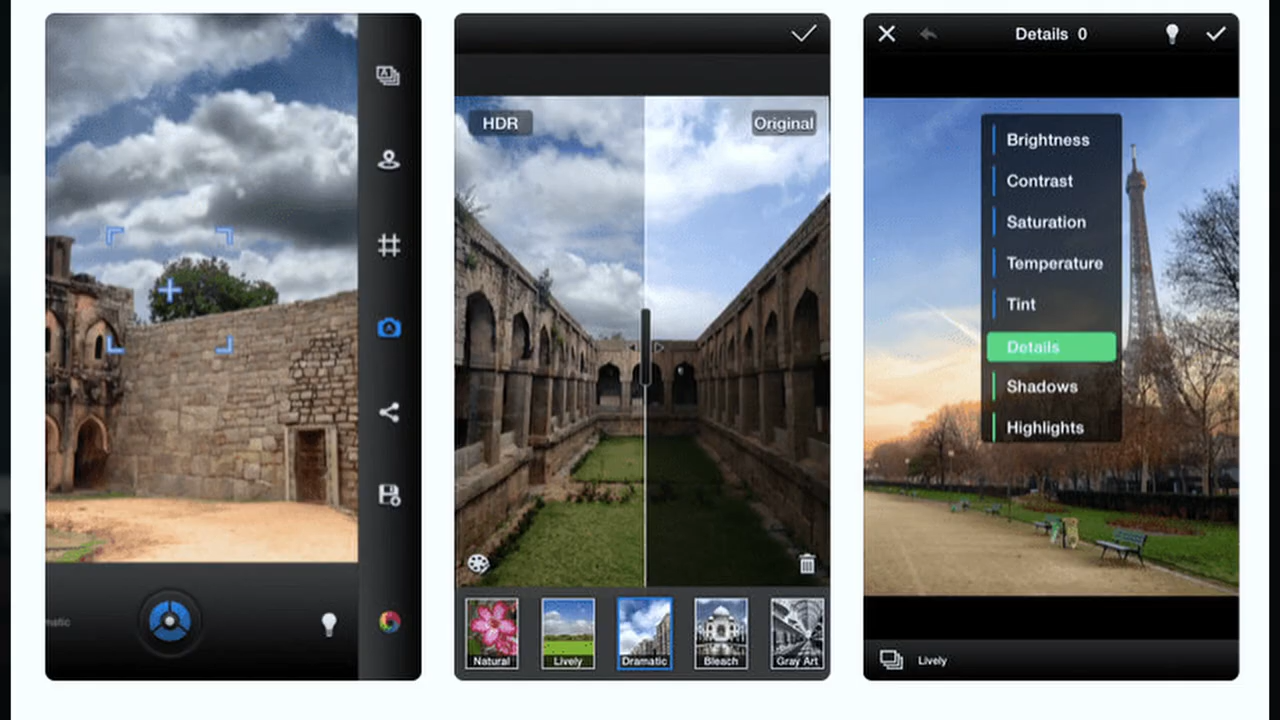 matic
HDR
Original
Natural
Lively
Dramatic
Bleach
Gray Art
Details 0
Brightness
Contrast
Saturation
Temperature
Tint
Details
Shadows
Highlights
Lively